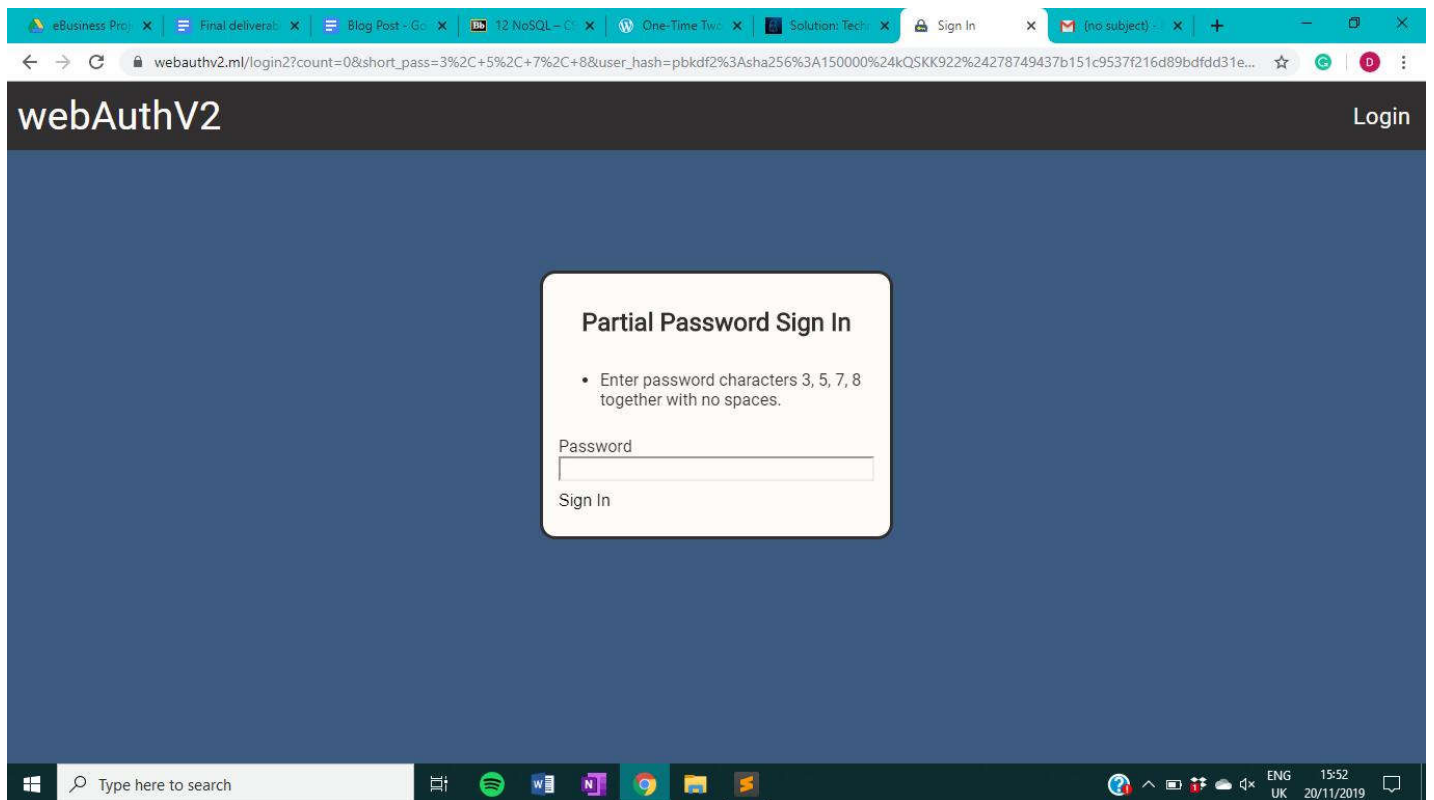 eBusiness Proj
Final deliverab
Blog Post - Go
Bb 12 NoSQL – CS
One-Time Two
Solution: Techn
Sign In
(no subject) -
webauthv2.ml/login2?count=0&short_pass=3%2C+5%2C+7%2C+8&user_hash=pbkdf2%3Asha256%3A150000%24kQSKK922%24278749437b151c9537f216d89bdfdd31e...
D
webAuthV2
Login
Partial Password Sign In
• Enter password characters 3, 5, 7, 8
together with no spaces.
Password
Sign In
Type here to search
ENG
UK
15:52
20/11/2019